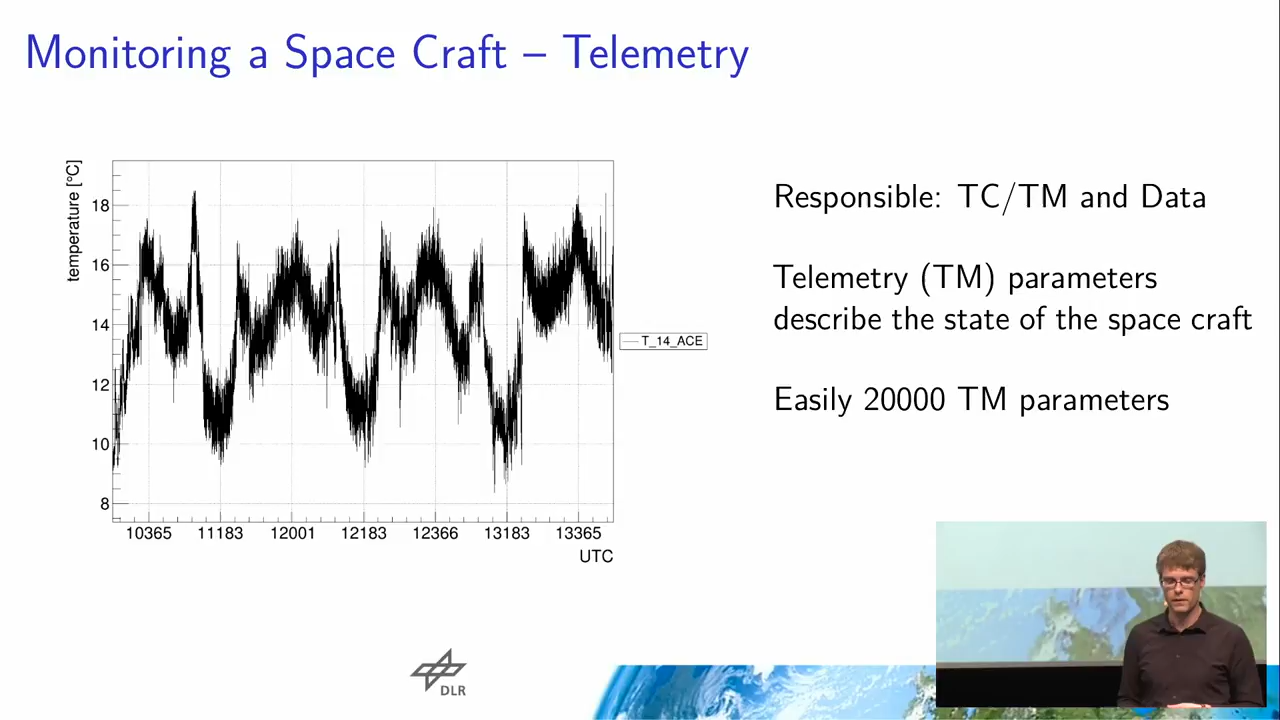 Monitoring a Space Craft – Telemetry
temperature [°C]
18
16
14
12
10
8
10365 11183 12001 12183 12366 13183 13365
UTC
T_14_ACE
Responsible: TC/TM and Data
Telemetry (TM) parameters
describe the state of the space craft
Easily 20000 TM parameters
DLR